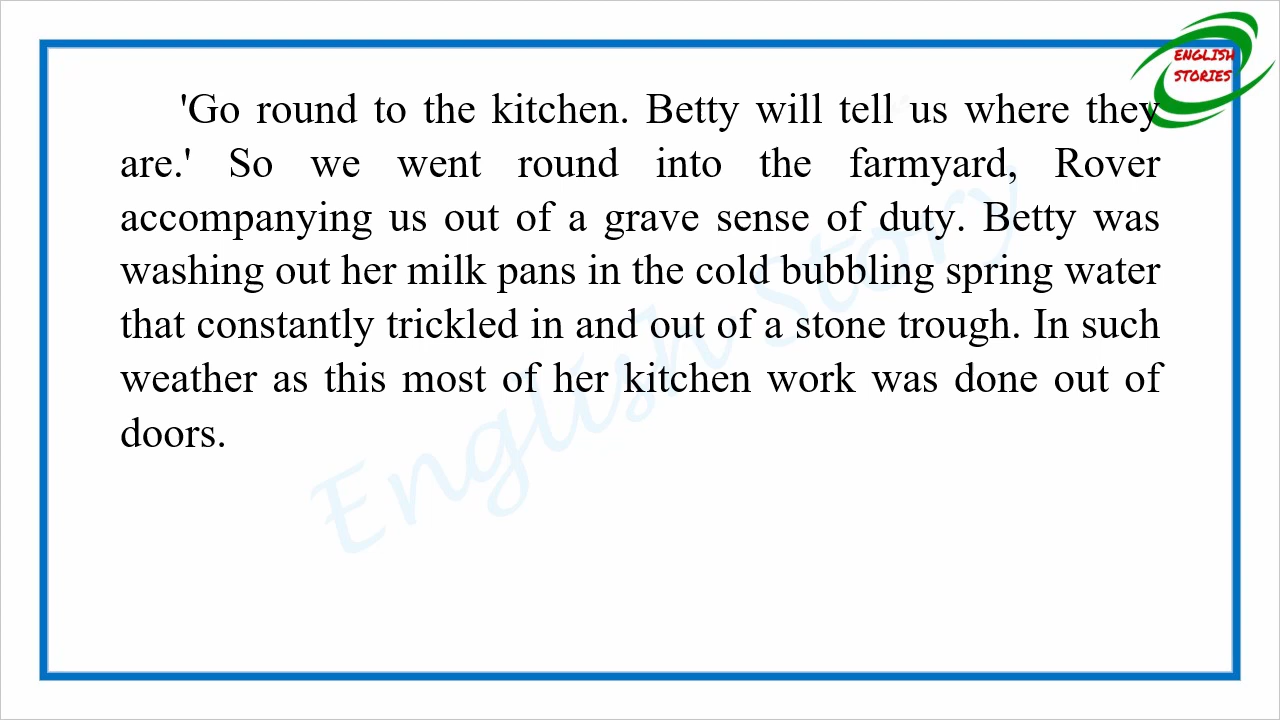 ENGLISH
STORIES
'Go round to the kitchen. Betty will tell us where they
are.' So we went round into the farmyard, Rover
accompanying us out of a grave sense of duty. Betty was
washing out her milk pans in the cold bubbling spring water
that constantly trickled in and out of a stone trough. In such
weather as this most of her kitchen work was done out of
doors.
English Story